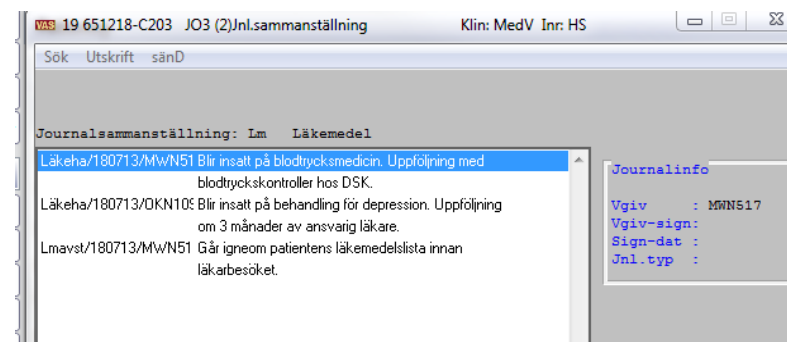 VAS 19 651218-C203 JO3 (2)Jnl.sammanställning Klin: MedV Inr: HS
Sök Utskrift sänD
Journalsammanställning: Lm Läkemedel
Läkeha/180713/MWN51 Blir insatt på blodtrycksmedicin. Uppföljning med
blodtryckskontroller hos DSK.
Läkeha/180713/OKN109 Blir insatt på behandling för depression. Uppföljning
om 3 månader av ansvarig läkare.
Lmavst/180713/MWN51 Går igneom patientens läkemedelslista innan
läkarbesöket.
Journalinfo
Vgiv : MWN517
Vgiv-sign:
Sign-dat :
Jnl.typ :